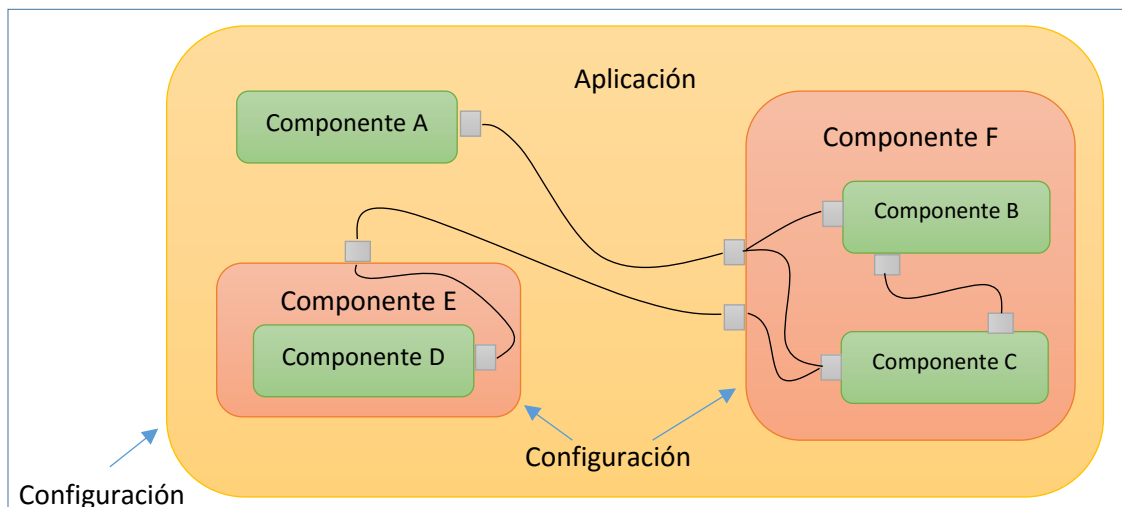 Aplicación
Componente A
Componente F
Componente B
Componente E
Componente D
Componente C
Configuración
Configuración